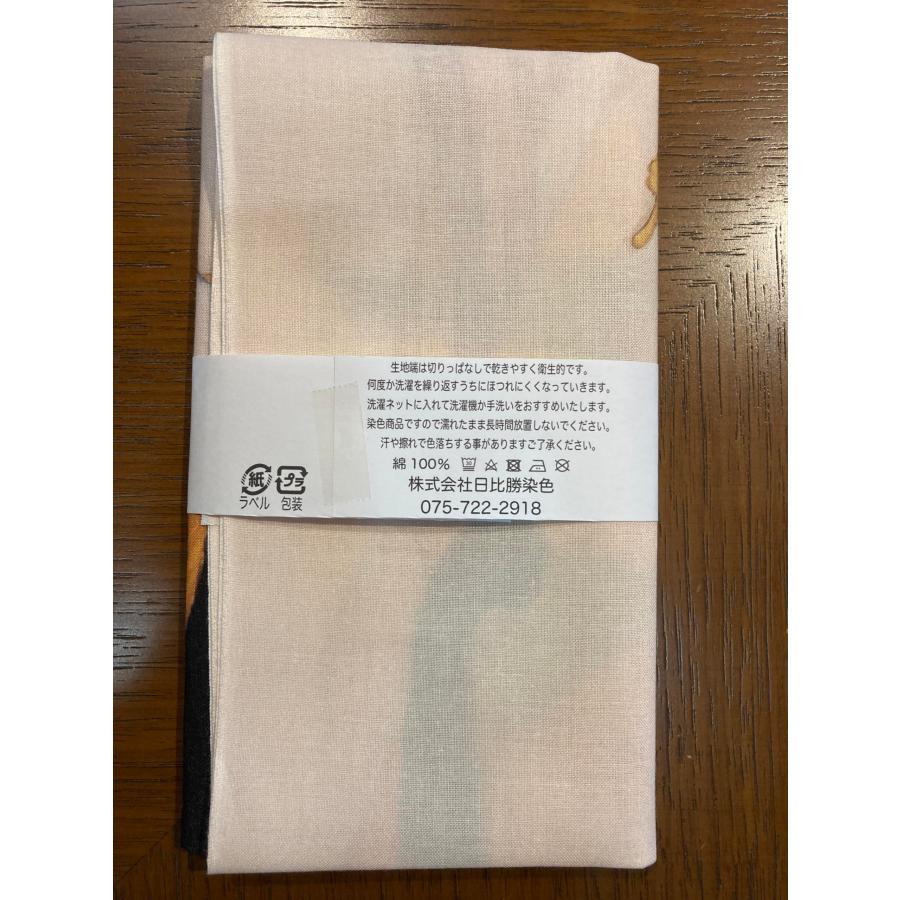 生地端は切りっぱなしで乾きやすく衛生的です。
何度か洗濯を繰り返すうちにほつれにくくなっていきます。
洗濯ネットに入れて洗濯機か手洗いをおすすめいたします。
染色商品ですので濡れたまま長時間放置しないでください。
汗や擦れで色落ちする事がありますご了承ください。
綿 100%
株式会社日比勝染色
075-722-2918
紙 プラ
ラベル 包装